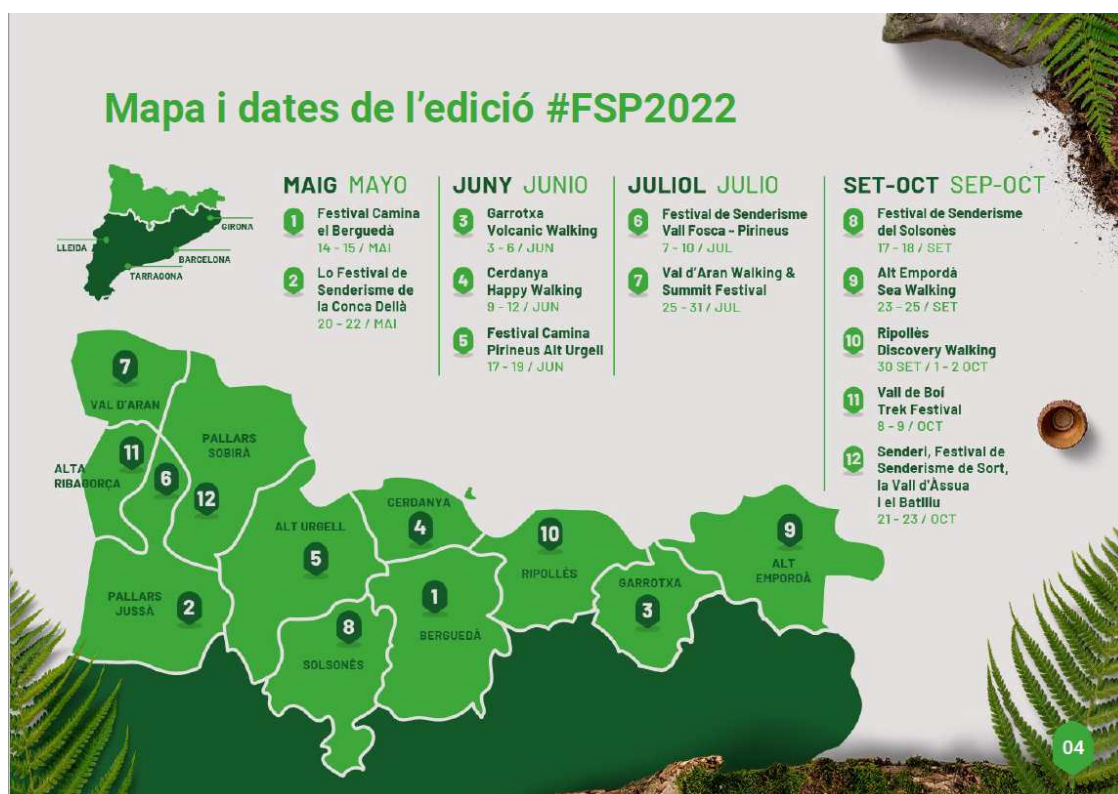 Mapa i dates de l'edició #FSP2022
GIRONA
LLEIDA
BARCELONA
TARRAGONA
MAIG MAYO
1
Festival Camina
el Berguedà
14 - 15 / MAI
2
Lo Festival de
Senderisme de
la Conca Dellà
20 - 22 / MAI
JUNY JUNIO
3
Garrotxa
Volcanic Walking
3 - 6 / JUN
4
Cerdanya
Happy Walking
9 - 12 / JUN
5
Festival Camina
Pirineus Alt Urgell
17 - 19 / JUN
JULIOL JULIO
6
Festival de Senderisme
Vall Fosca - Pirineus
7 - 10 / JUL
7
Val d'Aran Walking &
Summit Festival
25 - 31 / JUL
SET-OCT SEP-OCT
8
Festival de Senderisme
del Solsonès
17 - 18 / SET
9
Alt Empordà
Sea Walking
23 - 25 / SET
10
Ripollès
Discovery Walking
30 SET / 1 - 2 OCT
11
Vall de Boí
Trek Festival
8 - 9 / OCT
12
Senderi, Festival de
Senderisme de Sort,
la Vall d'Àssua
i el Batlliu
21 - 23 / OCT
7
VAL D'ARAN
PALLARS
SOBIRÀ
11
ALTA
RIBAGORÇA
6
12
CERDANYA
4
ALT URGELL
5
10
RIPOLLÈS
9
ALT
EMPORDÀ
GARROTXA
3
PALLARS
JUSSÀ
2
1
BERGUEDÀ
8
SOLSONÈS
04